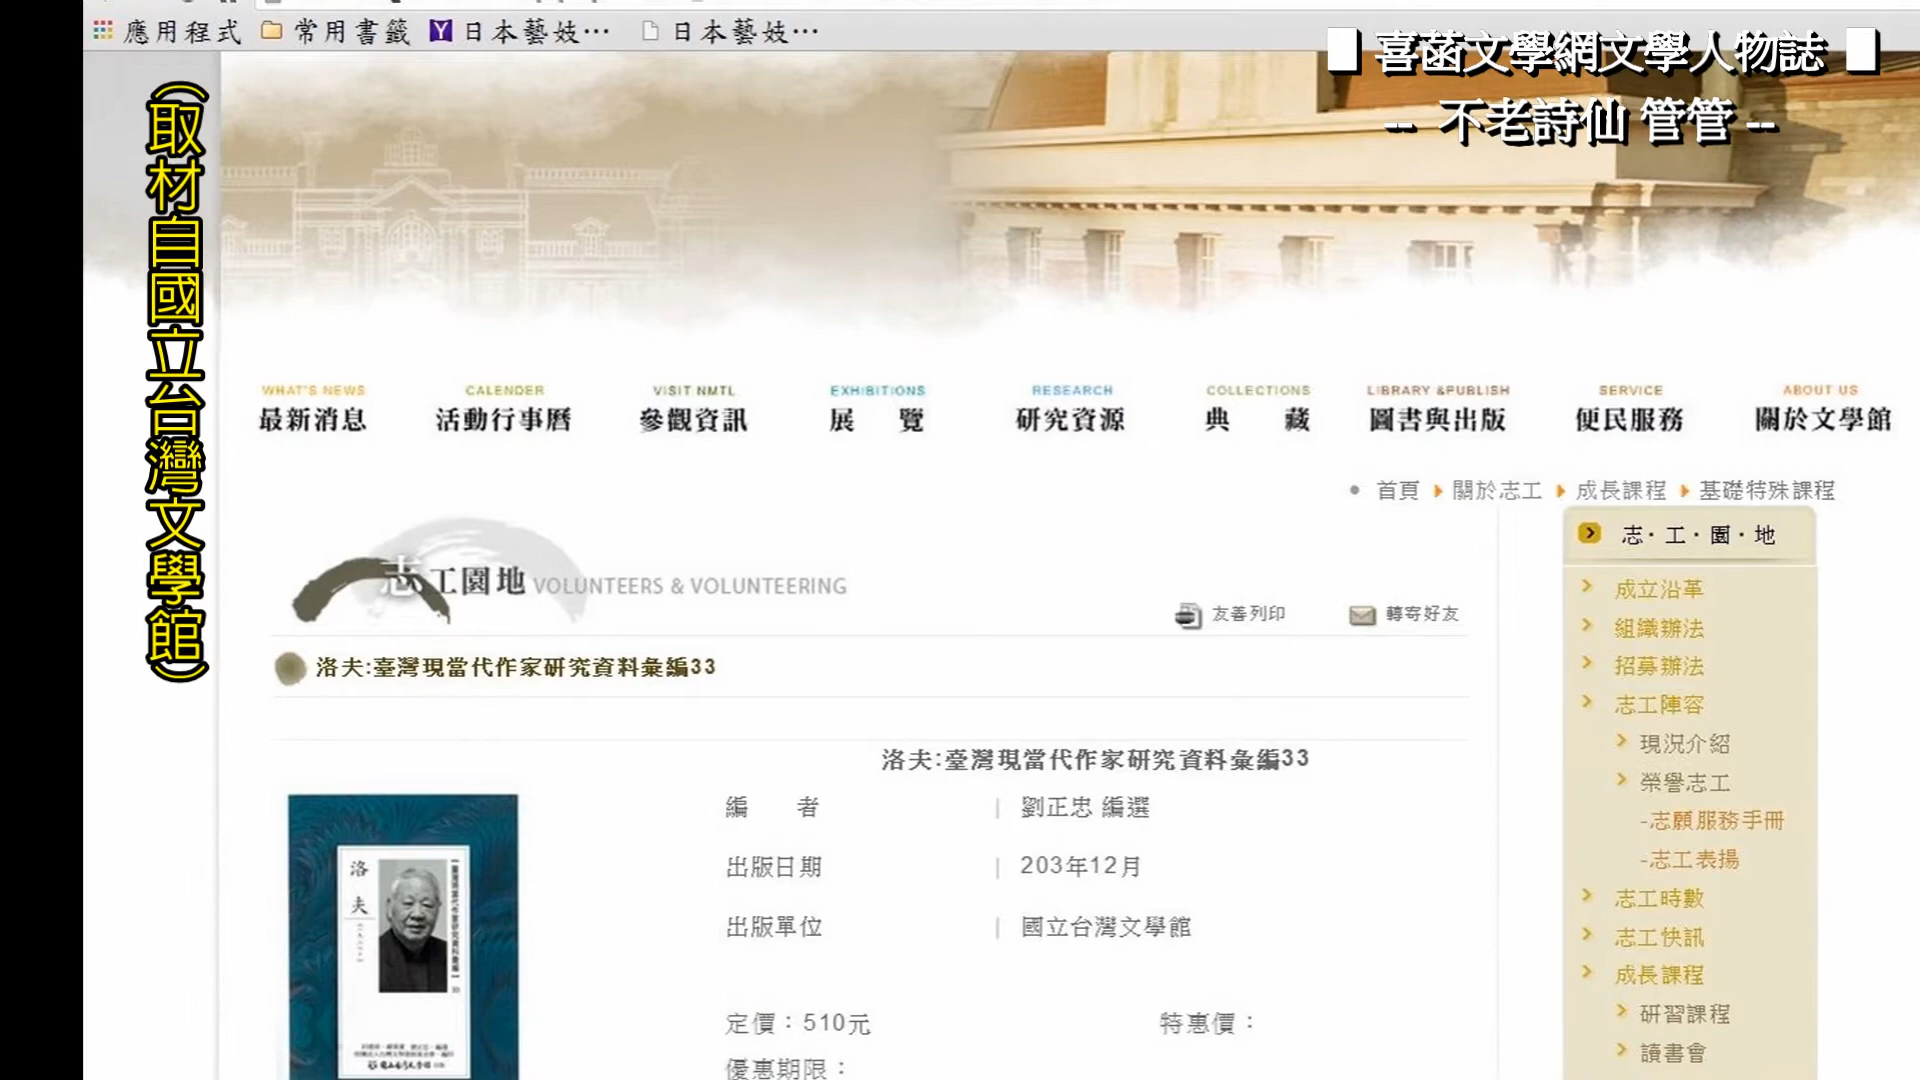 應用程式 常用書籤 日本藝妓… 日本藝妓…
喜菡文學網文學人物誌
-- 不老詩仙 管管 --
(取材自國立台灣文學館)
WHAT'S NEWS CALENDER VISIT NMTL EXHIBITIONS RESEARCH COLLECTIONS LIBRARY &PUBLISH SERVICE ABOUT US
最新消息 活動行事曆 參觀資訊 展 覽 研究資源 典 藏 圖書與出版 便民服務 關於文學館
首頁 關於志工 成長課程 基礎特殊課程
志工園地 VOLUNTEERS & VOLUNTEERING
友善列印 轉寄好友
洛夫:臺灣現當代作家研究資料彙編33
洛夫:臺灣現當代作家研究資料彙編33
編 者 | 劉正忠 編選
出版日期 | 203年12月
出版單位 | 國立台灣文學館
定價：510元 特惠價：
優惠期限：
洛夫
志·工·園·地
成立沿革
組織辦法
招募辦法
志工陣容
現況介紹
榮譽志工
-志願服務手冊
-志工表揚
志工時數
志工快訊
成長課程
研習課程
讀書會